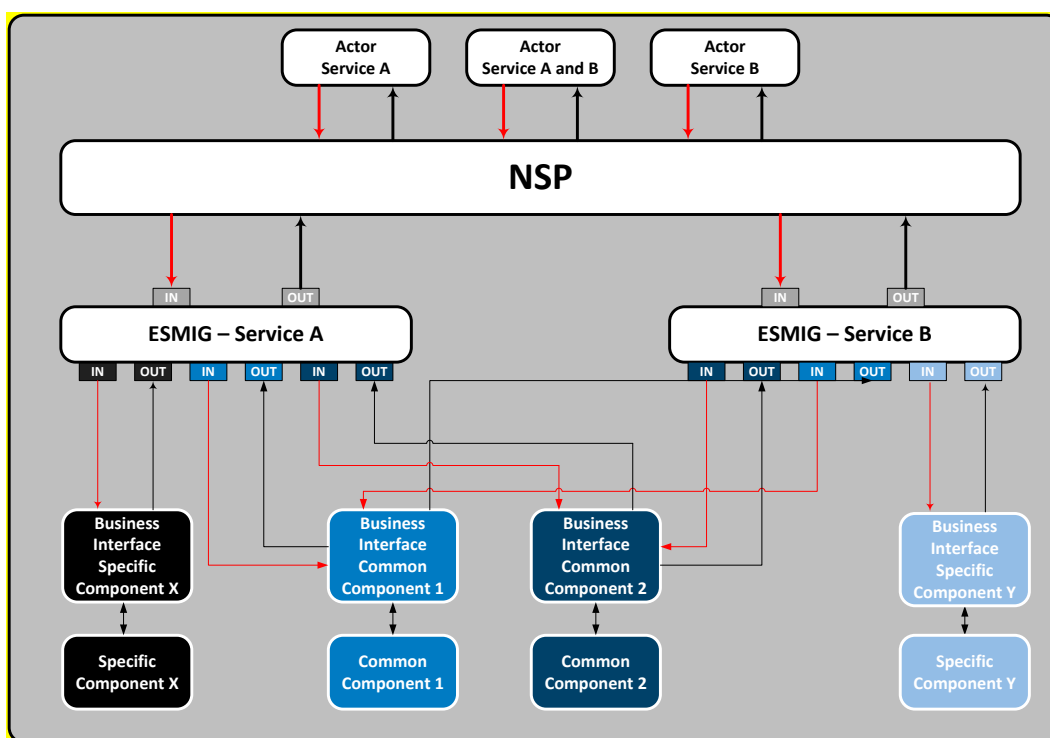 Actor
Service A
Actor
Service A and B
Actor
Service B
NSP
IN
OUT
IN
OUT
ESMIG – Service A
ESMIG – Service B
IN
OUT
IN
OUT
IN
OUT
IN
OUT
IN
OUT
IN
OUT
Business
Interface
Specific
Component X
Business
Interface
Common
Component 1
Business
Interface
Common
Component 2
Business
Interface
Specific
Component Y
Specific
Component X
Common
Component 1
Common
Component 2
Specific
Component Y